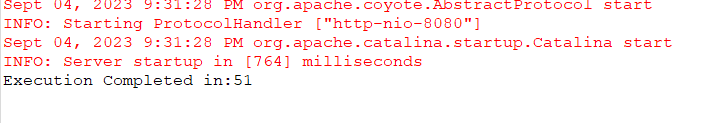 Sept 04, 2023 9:31:28 PM org.apache.coyote.AbstractProtocol start
INFO: Starting ProtocolHandler ["http-nio-8080"]
Sept 04, 2023 9:31:28 PM org.apache.catalina.startup.Catalina start
INFO: Server startup in [764] milliseconds
Execution Completed in:51